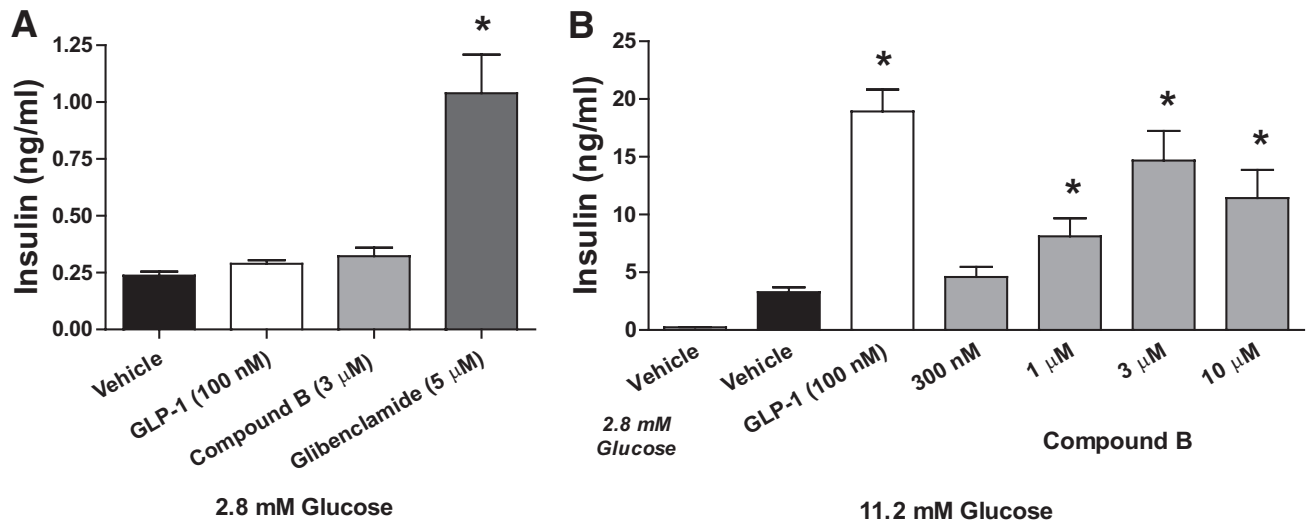 A
Insulin (ng/ml)
1.25
1.00
0.75
0.50
0.25
0.00
*
Vehicle
GLP-1 (100 nM)
Compound B (3 μM)
Glibenclamide (5 μM)
2.8 mM Glucose
B
Insulin (ng/ml)
25
20
15
10
5
0
*
*
*
*
Vehicle
Vehicle
GLP-1 (100 nM)
300 nM
1 μM
3 μM
10 μM
2.8 mM
Glucose
Compound B
11.2 mM Glucose